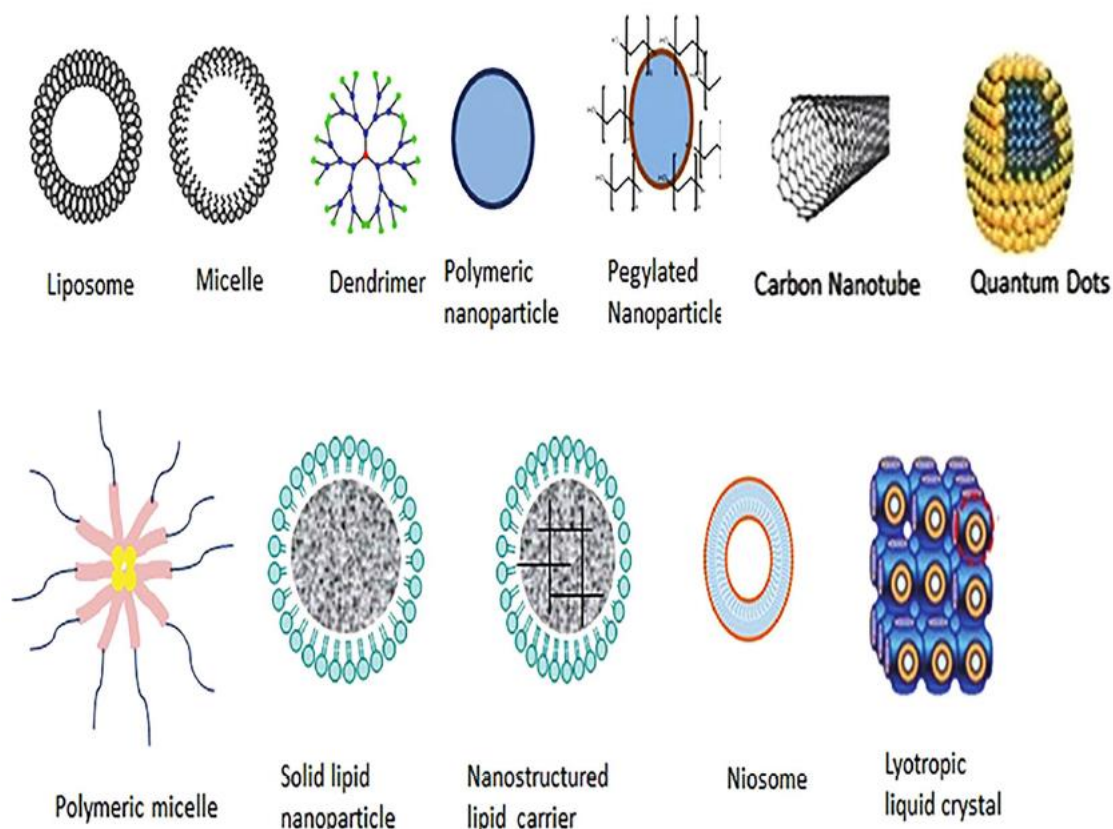 Liposome
Micelle
Dendrimer
Polymeric
nanoparticle
Pegylated
Nanoparticle
Carbon Nanotube
Quantum Dots
Polymeric micelle
Solid lipid
nanoparticle
Nanostructured
lipid carrier
Niosome
Lyotropic
liquid crystal